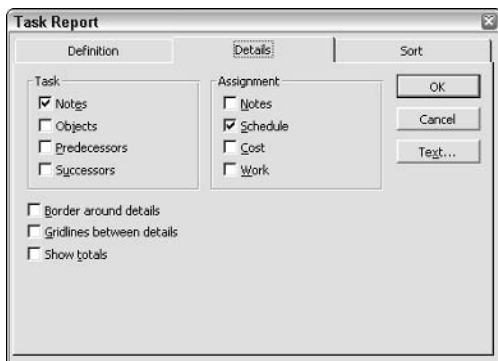 Task Report
Definition
Details
Sort
Task
Notes
Objects
Predecessors
Successors
Assignment
Notes
Schedule
Cost
Work
OK
Cancel
Text...
Border around details
Gridlines between details
Show totals